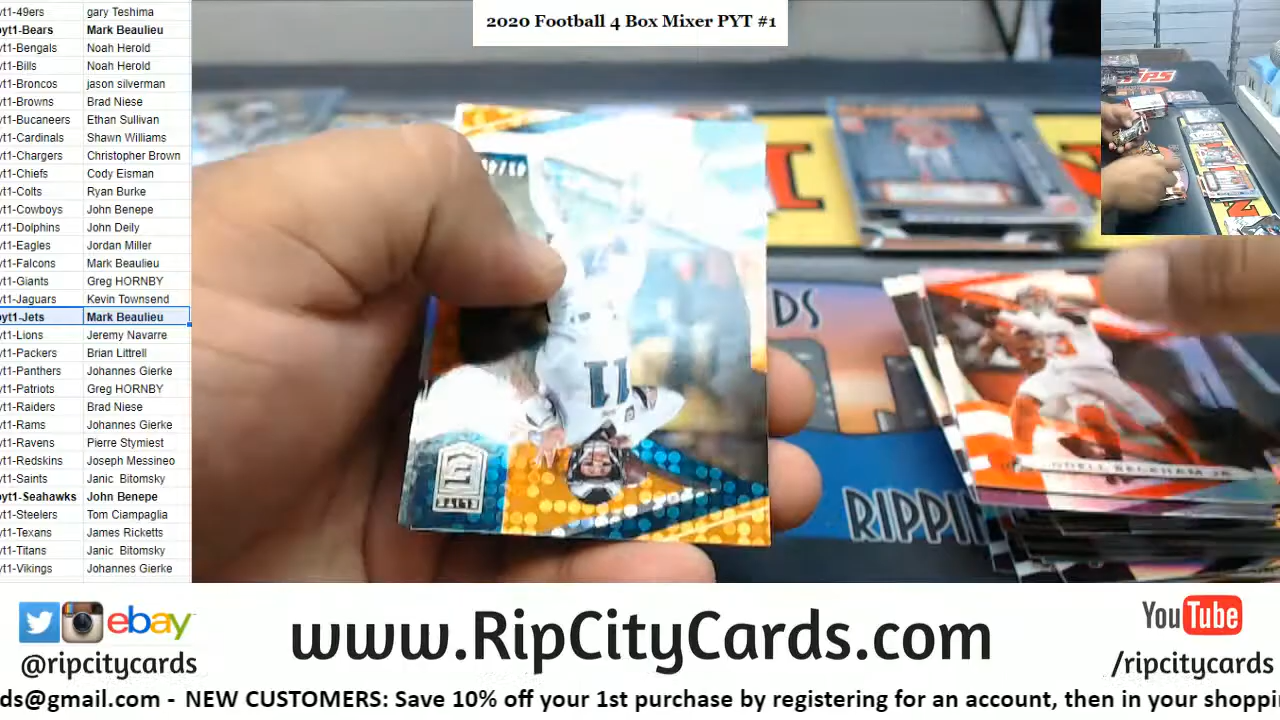 2020 Football 4 Box Mixer PYT #1
yt1-49ers gary Teshima
pyt1-Bears Mark Beaulieu
yt1-Bengals Noah Herold
yt1-Bills Noah Herold
yt1-Broncos jason silverman
yt1-Browns Brad Niese
yt1-Bucaneers Ethan Sullivan
yt1-Cardinals Shawn Williams
yt1-Chargers Christopher Brown
yt1-Chiefs Cody Eisman
yt1-Colts Ryan Burke
yt1-Cowboys John Benepe
yt1-Dolphins John Deily
yt1-Eagles Jordan Miller
yt1-Falcons Mark Beaulieu
yt1-Giants Greg HORNBY
yt1-Jaguars Kevin Townsend
pyt1-Jets Mark Beaulieu
yt1-Lions Jeremy Navarre
yt1-Packers Brian Littrell
yt1-Panthers Johannes Gierke
yt1-Patriots Greg HORNBY
yt1-Raiders Brad Niese
yt1-Rams Johannes Gierke
yt1-Ravens Pierre Stymiest
yt1-Redskins Joseph Messineo
yt1-Saints Janic Bitomsky
pyt1-Seahawks John Benepe
yt1-Steelers Tom Ciampaglia
yt1-Texans James Ricketts
yt1-Titans Janic Bitomsky
yt1-Vikings Johannes Gierke
11
ELITE
ODELL BECKHAM JR.
DS
RIPPIN
ebay
@ripcitycards
www.RipCityCards.com
YouTube
/ripcitycards
ds@gmail.com - NEW CUSTOMERS: Save 10% off your 1st purchase by registering for an account, then in your shoppi